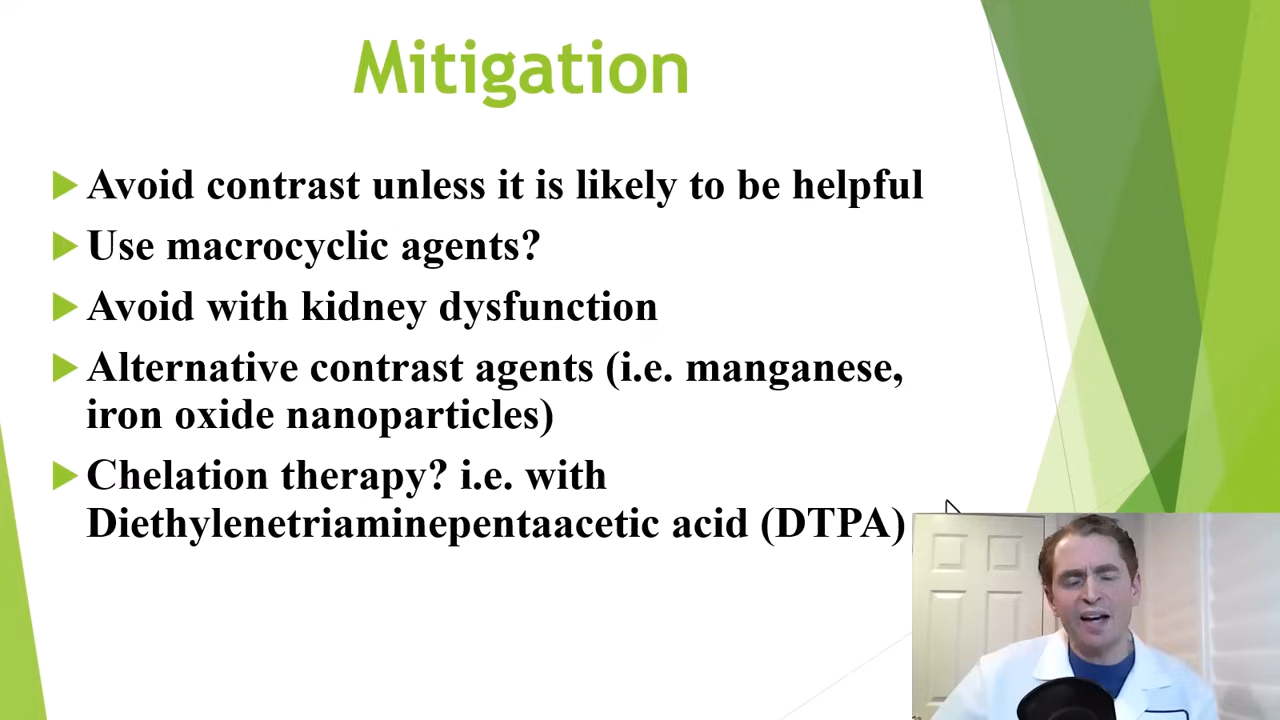 Mitigation
Avoid contrast unless it is likely to be helpful
Use macrocyclic agents?
Avoid with kidney dysfunction
Alternative contrast agents (i.e. manganese,
iron oxide nanoparticles)
Chelation therapy? i.e. with
Diethylenetriaminepentaacetic acid (DTPA)